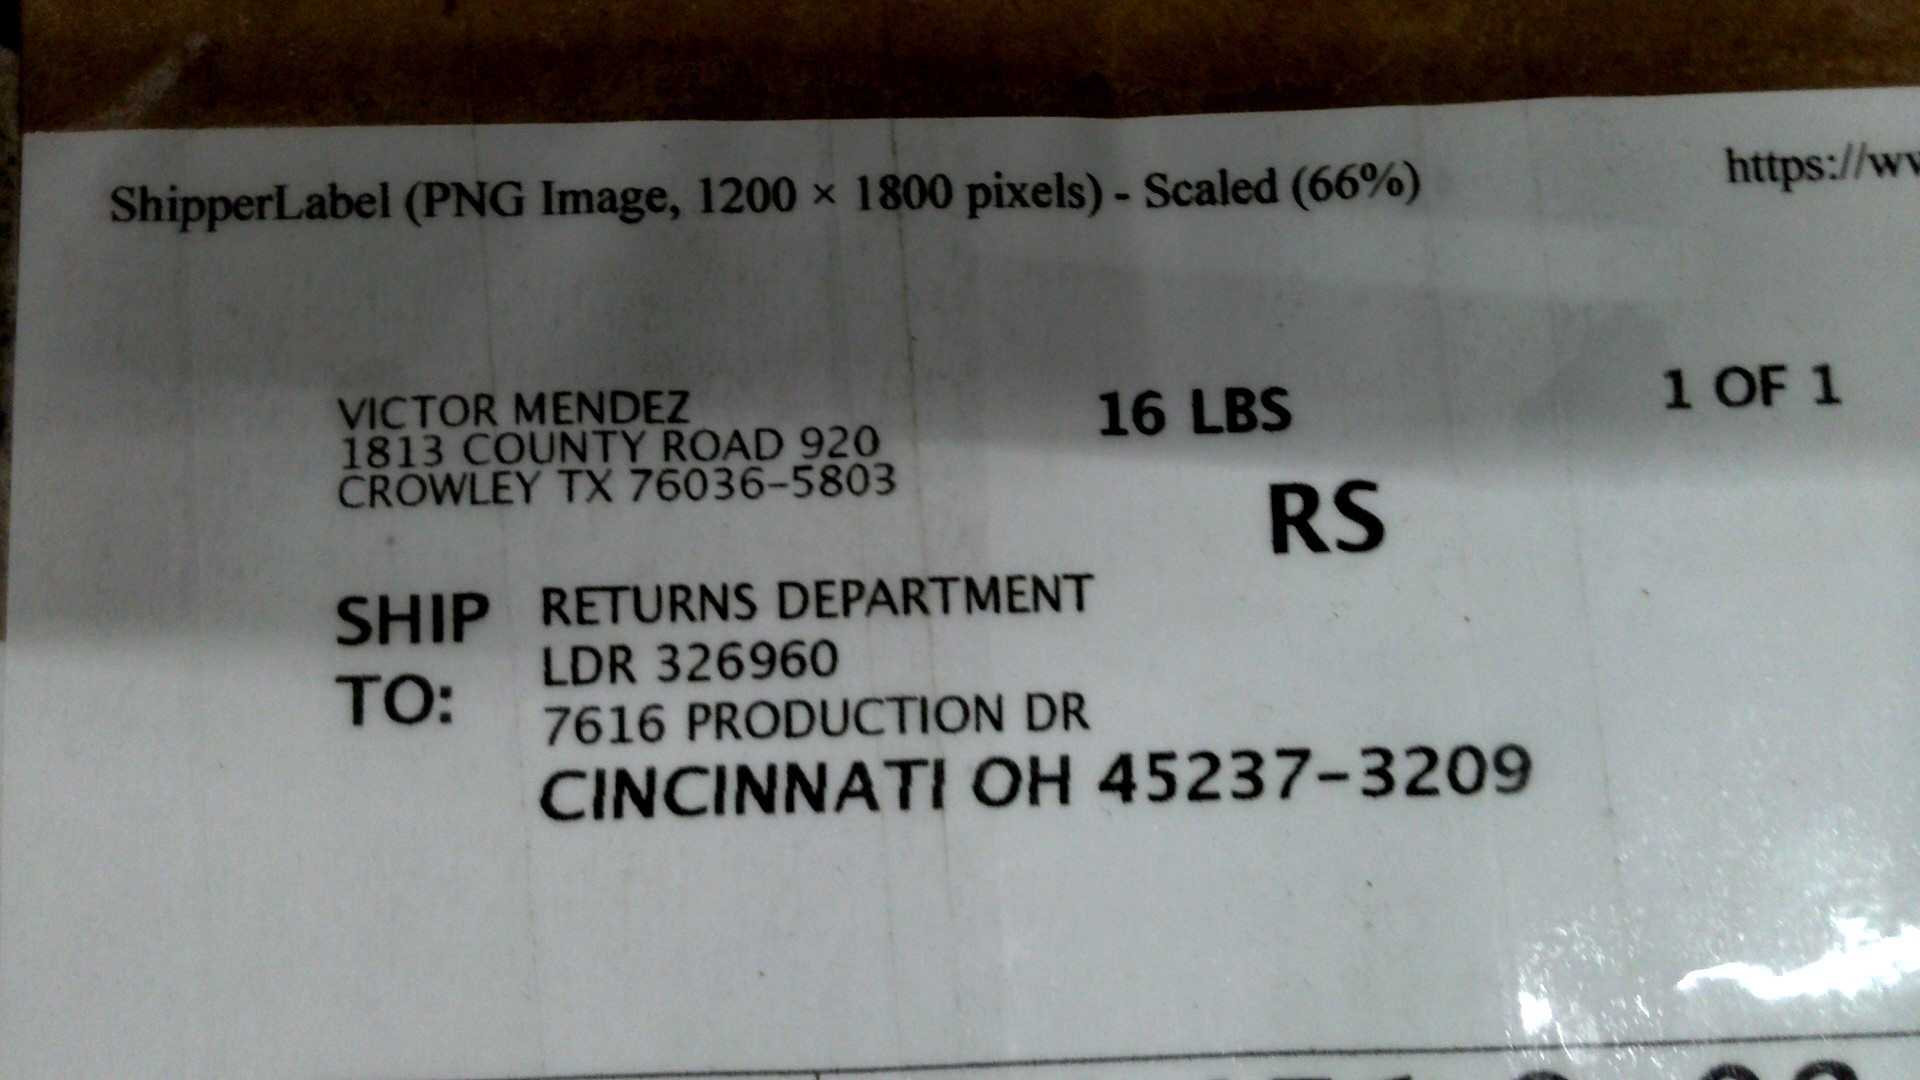 ShipperLabel (PNG Image, 1200 × 1800 pixels) - Scaled (66%)
https://w
VICTOR MENDEZ
1813 COUNTY ROAD 920
CROWLEY TX 76036-5803
16 LBS
1 OF 1
RS
SHIP TO:
RETURNS DEPARTMENT
LDR 326960
7616 PRODUCTION DR
CINCINNATI OH 45237-3209